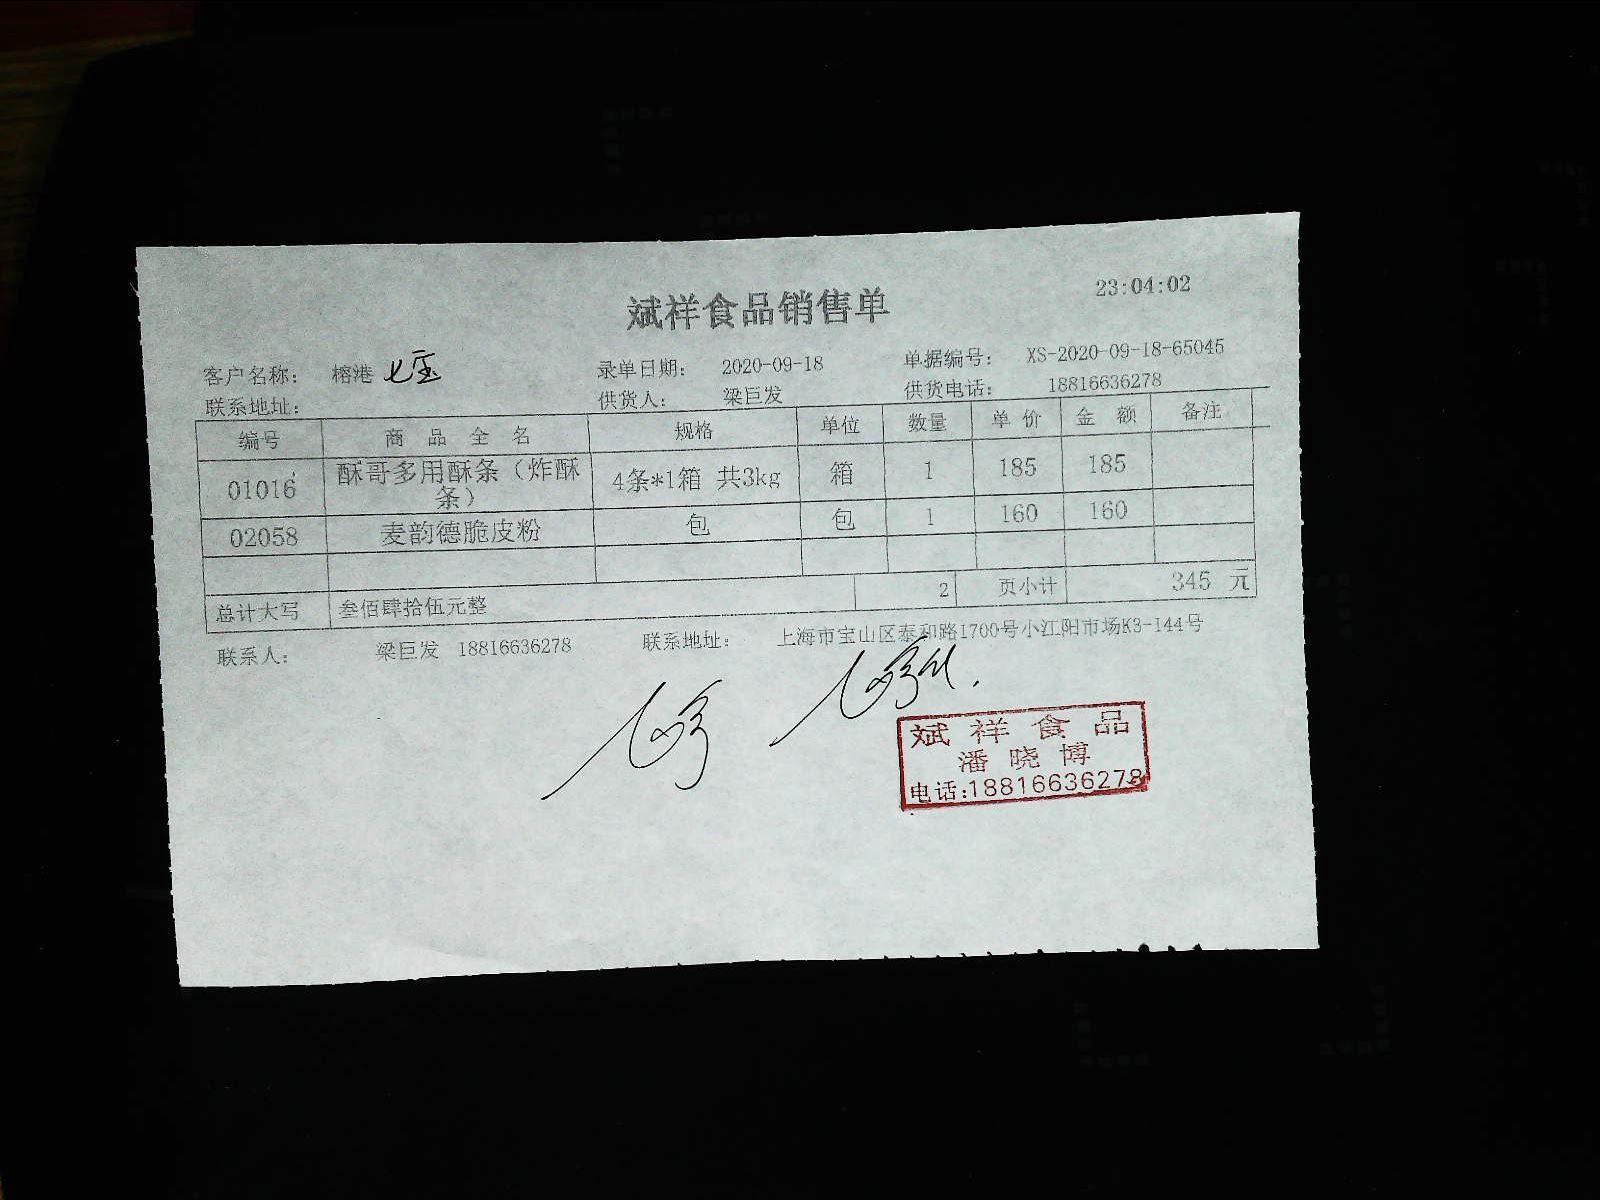 23:04:02
斌祥食品销售单
客户名称： 榕港 七宝 录单日期： 2020-09-18 单据编号： XS-2020-09-18-65045
联系地址： 供货人： 梁巨发 供货电话： 18816636278
编号 商 品 全 名 规格 单位 数量 单 价 金 额 备注
01016 酥哥多用酥条（炸酥条） 4条*1箱 共3kg 箱 1 185 185
02058 麦韵德脆皮粉 包 包 1 160 160
总计大写 叁佰肆拾伍元整 2 页小计 345 元
联系人： 梁巨发 18816636278 联系地址： 上海市宝山区泰和路1700号小江阳市场K3-144号
斌祥食品
潘晓博
电话:18816636278